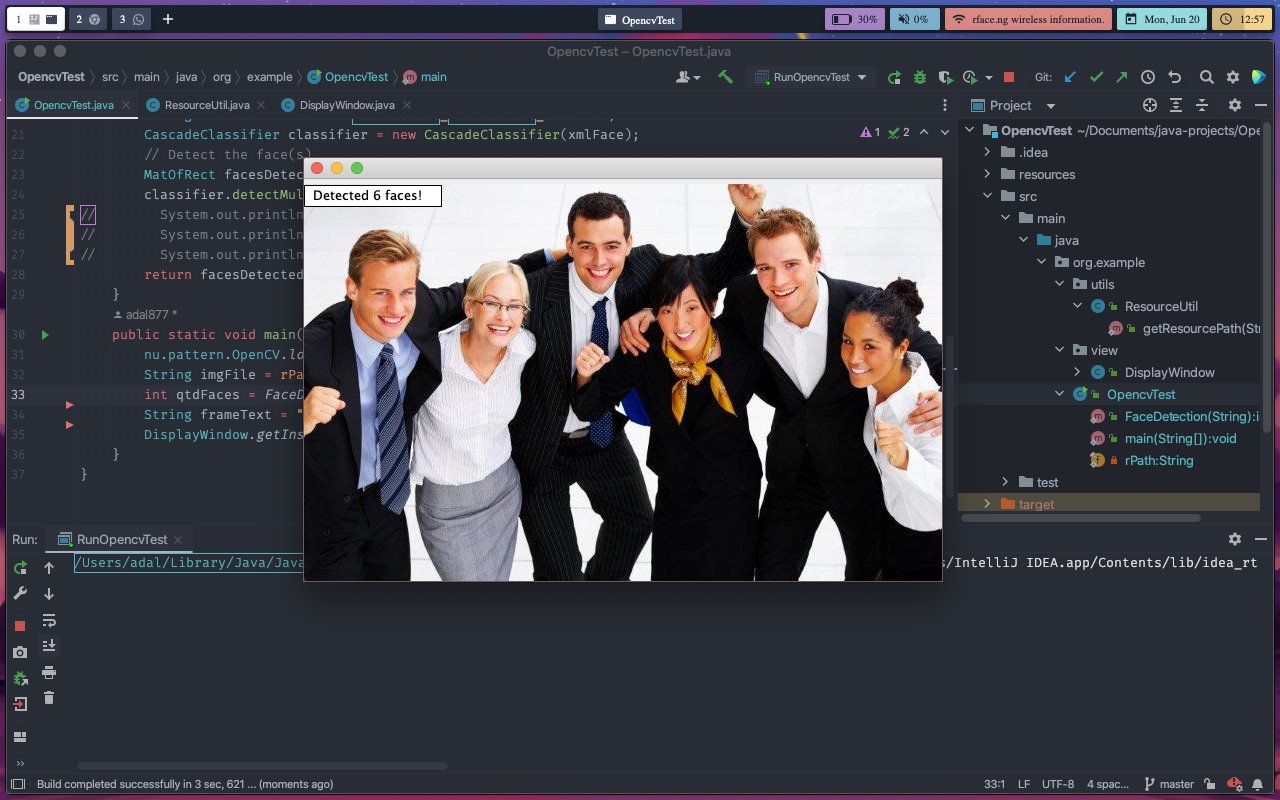 1
2
3
+
OpencvTest
30%
0%
rface.ng wireless information.
Mon, Jun 20
12:57
OpencvTest – OpencvTest.java
OpencvTest
src
main
java
org
example
OpencvTest
main
RunOpencvTest
Git:
OpencvTest.java
ResourceUtil.java
DisplayWindow.java
Project
21 CascadeClassifier classifier = new CascadeClassifier(xmlFace);
1
2
22 // Detect the face(s)
23 MatOfRect facesDetec
24 classifier.detectMul
25 // System.out.println
26 // System.out.println
27 // System.out.println
28 return facesDetected
29 }
adal877 *
30 public static void main(
31 nu.pattern.OpenCV.lo
32 String imgFile = rPa
33 int qtdFaces = FaceD
34 String frameText = "
35 DisplayWindow.getIns
36 }
37 }
Detected 6 faces!
OpencvTest ~/Documents/java-projects/Ope
.idea
resources
src
main
java
org.example
utils
ResourceUtil
getResourcePath(St
view
DisplayWindow
OpencvTest
FaceDetection(String):i
main(String[]):void
rPath:String
test
target
Run:
RunOpencvTest
/Users/adal/Library/Java/Java
s/IntelliJ IDEA.app/Contents/lib/idea_rt
Build completed successfully in 3 sec, 621 ... (moments ago)
33:1
LF
UTF-8
4 spac...
master